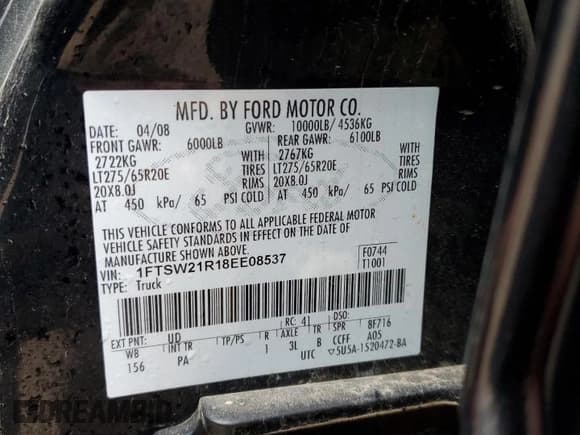 MFD. BY FORD MOTOR CO.
DATE: 04/08 GVWR: 10000LB/ 4536KG
FRONT GAWR: 6000LB REAR GAWR: 6100LB
2722KG WITH 2767KG WITH
LT275/65R20E TIRES LT275/65R20E TIRES
20X8.0J RIMS 20X8.0J RIMS
AT 450 kPa/ 65 PSI COLD AT 450 kPa/ 65 PSI COLD
THIS VEHICLE CONFORMS TO ALL APPLICABLE FEDERAL MOTOR
VEHICLE SAFETY STANDARDS IN EFFECT ON THE DATE OF
MANUFACTURE SHOWN ABOVE.
VIN: 1FTSW21R18EE08537 F0744
TYPE: Truck T1001
EXT PNT: UD RC: 41 DSO:
WB INT TR TP/PS R AXLE TR SPR 8F716
156 PA 1 3L B CCFF A05
UTC ▽5U5A-1520472-BA
DREAMBID